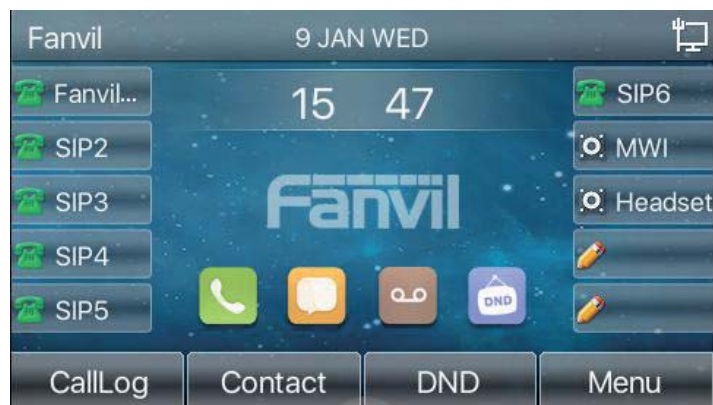 Fanvil 9 JAN WED
Fanvil... 15 47 SIP6
SIP2 MWI
SIP3 Fanvil Headset
SIP4
SIP5 DND
CallLog Contact DND Menu